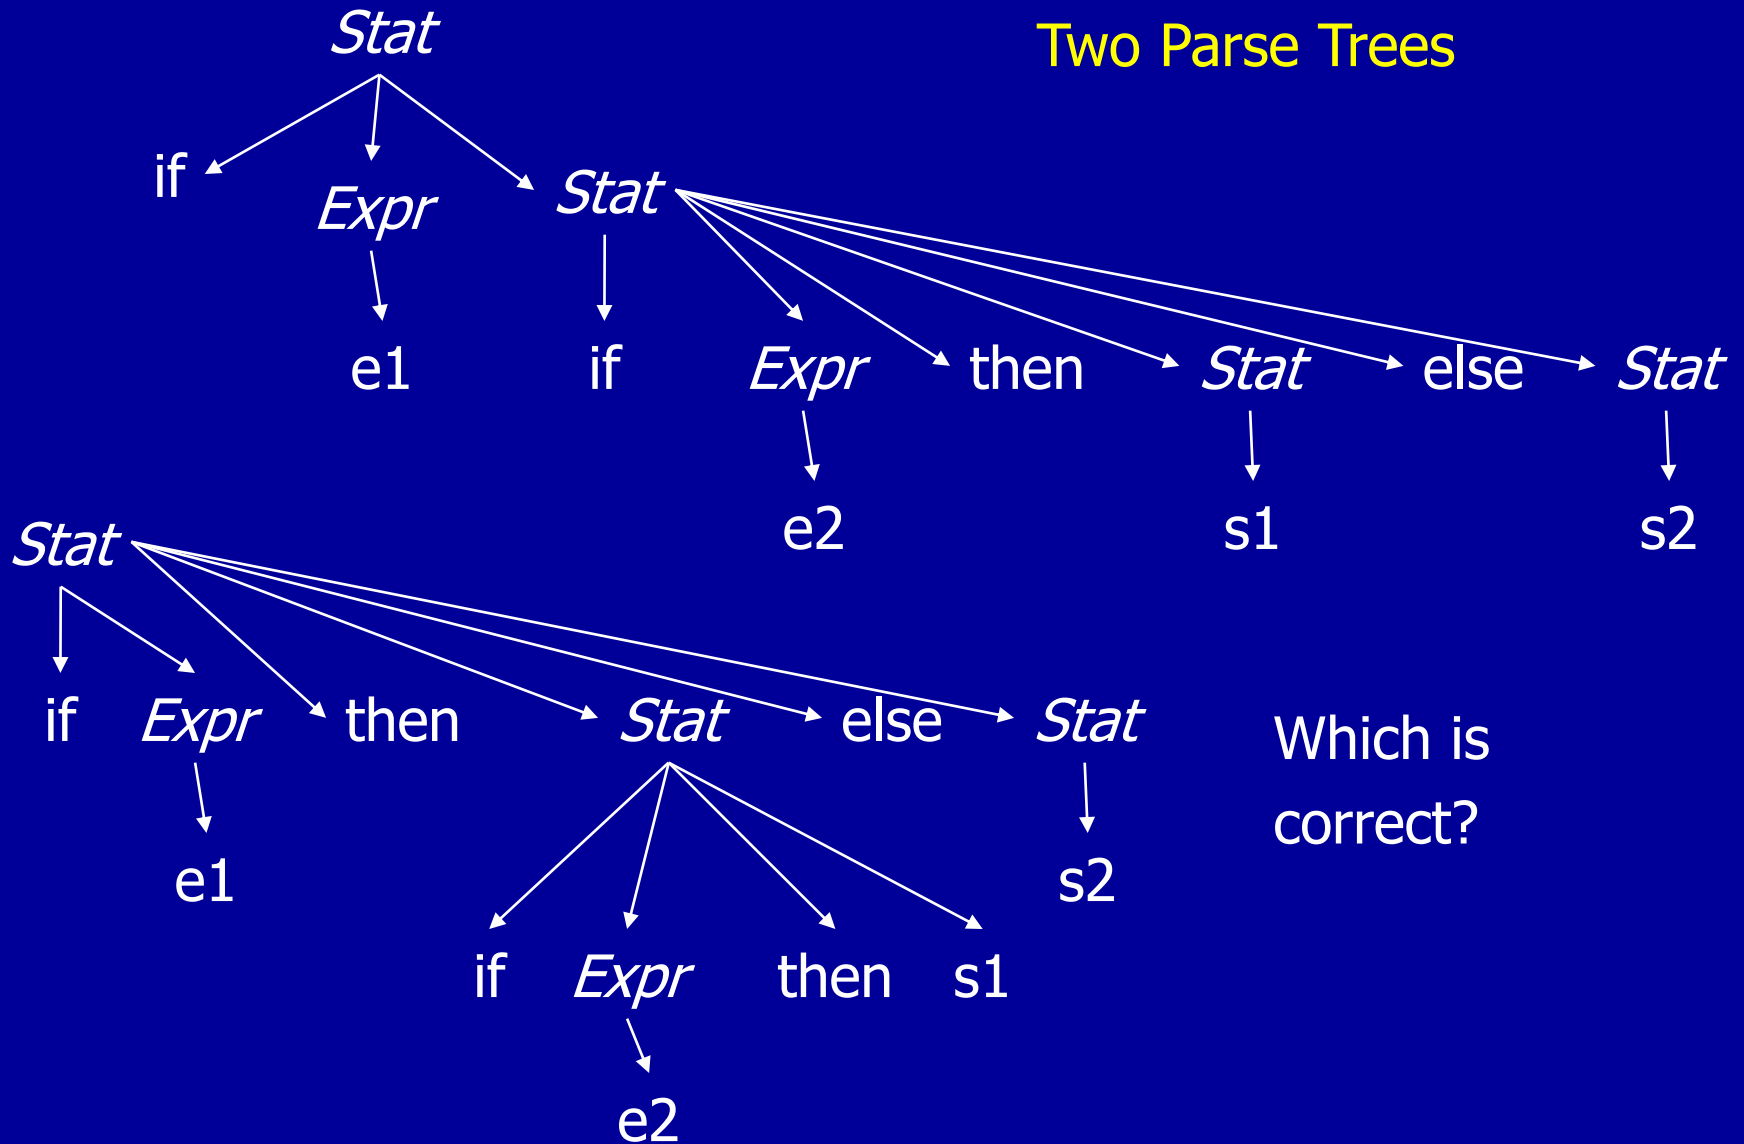 Two Parse Trees
Stat
if
Expr
Stat
e1
if
Expr
then
Stat
else
Stat
e2
s1
s2
Stat
if
Expr
then
Stat
else
Stat
e1
s2
if
Expr
then
s1
e2
Which is
correct?